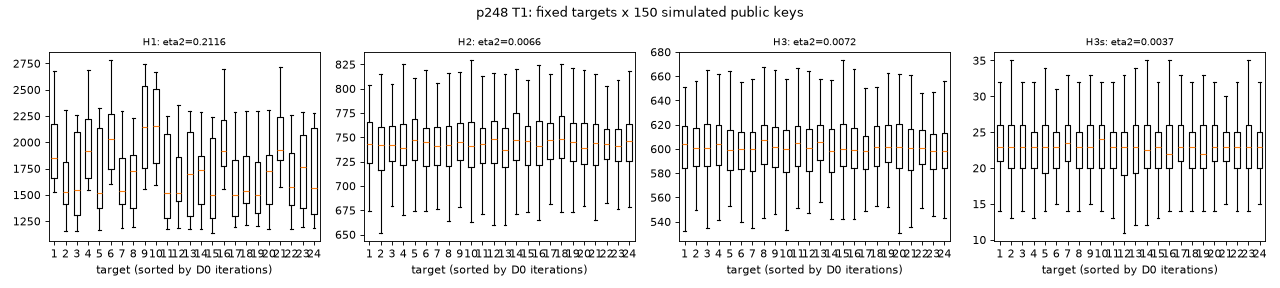 p248 T1: fixed targets x 150 simulated public keys
H1: eta2=0.2116
H2: eta2=0.0066
H3: eta2=0.0072
H3s: eta2=0.0037
2750
2500
2250
2000
1750
1500
1250
1 2 3 4 5 6 7 8 9 10 11 12 13 14 15 16 17 18 19 20 21 22 23 24
target (sorted by D0 iterations)
825
800
775
750
725
700
675
650
1 2 3 4 5 6 7 8 9 10 11 12 13 14 15 16 17 18 19 20 21 22 23 24
target (sorted by D0 iterations)
680
660
640
620
600
580
560
540
1 2 3 4 5 6 7 8 9 10 11 12 13 14 15 16 17 18 19 20 21 22 23 24
target (sorted by D0 iterations)
35
30
25
20
15
10
1 2 3 4 5 6 7 8 9 10 11 12 13 14 15 16 17 18 19 20 21 22 23 24
target (sorted by D0 iterations)